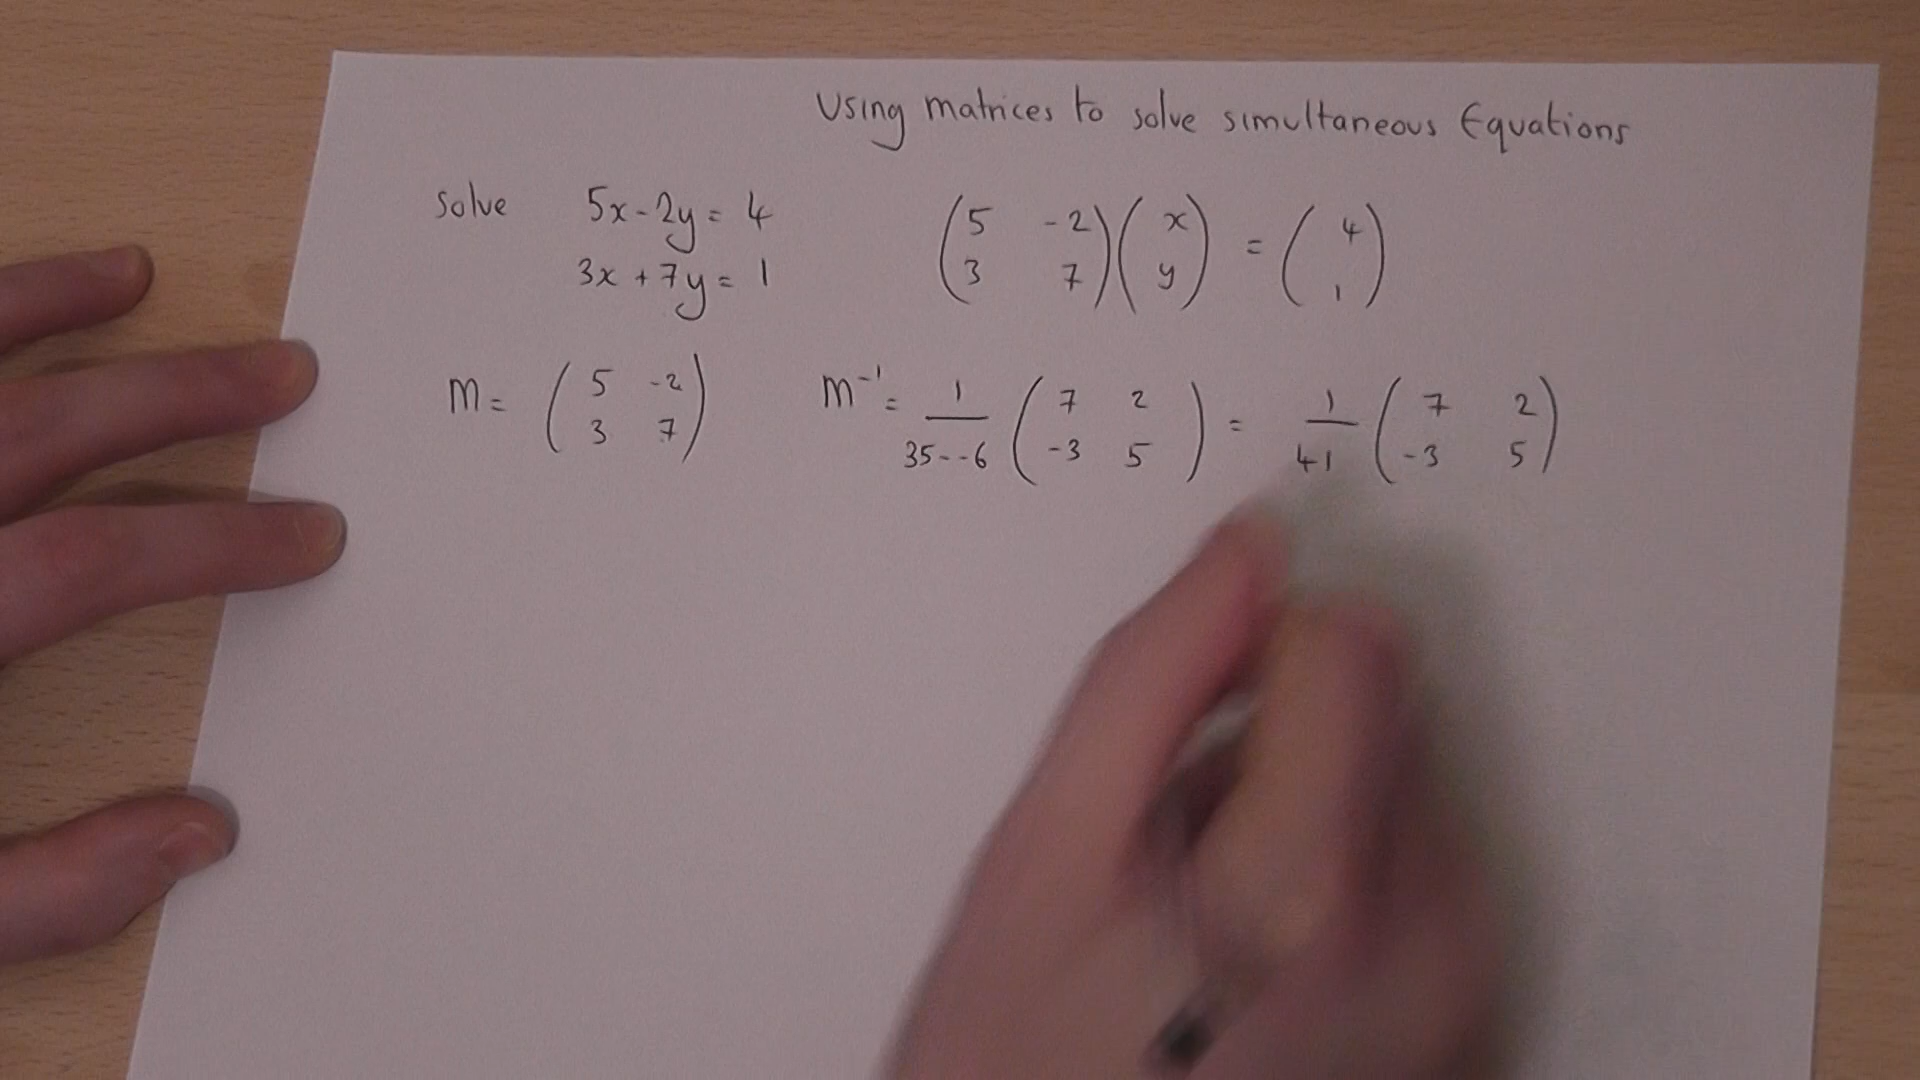 Using matrices to solve simultaneous Equations
solve 5x - 2y = 4 (5 -2) (x) = (4)
3x + 7y = 1 (3 7) (y) (1)
M = (5 -2) M⁻¹ = 1 (7 2) = 1 (7 2)
(3 7) 35--6 (-3 5) 41 (-3 5)